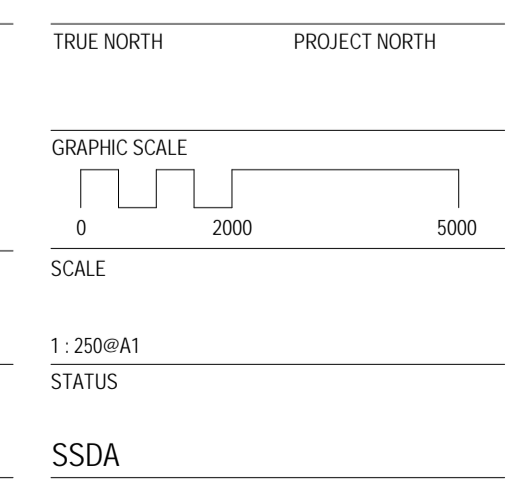 TRUE NORTH PROJECT NORTH
GRAPHIC SCALE
0 2000 5000
SCALE
1 : 250@A1
STATUS
SSDA